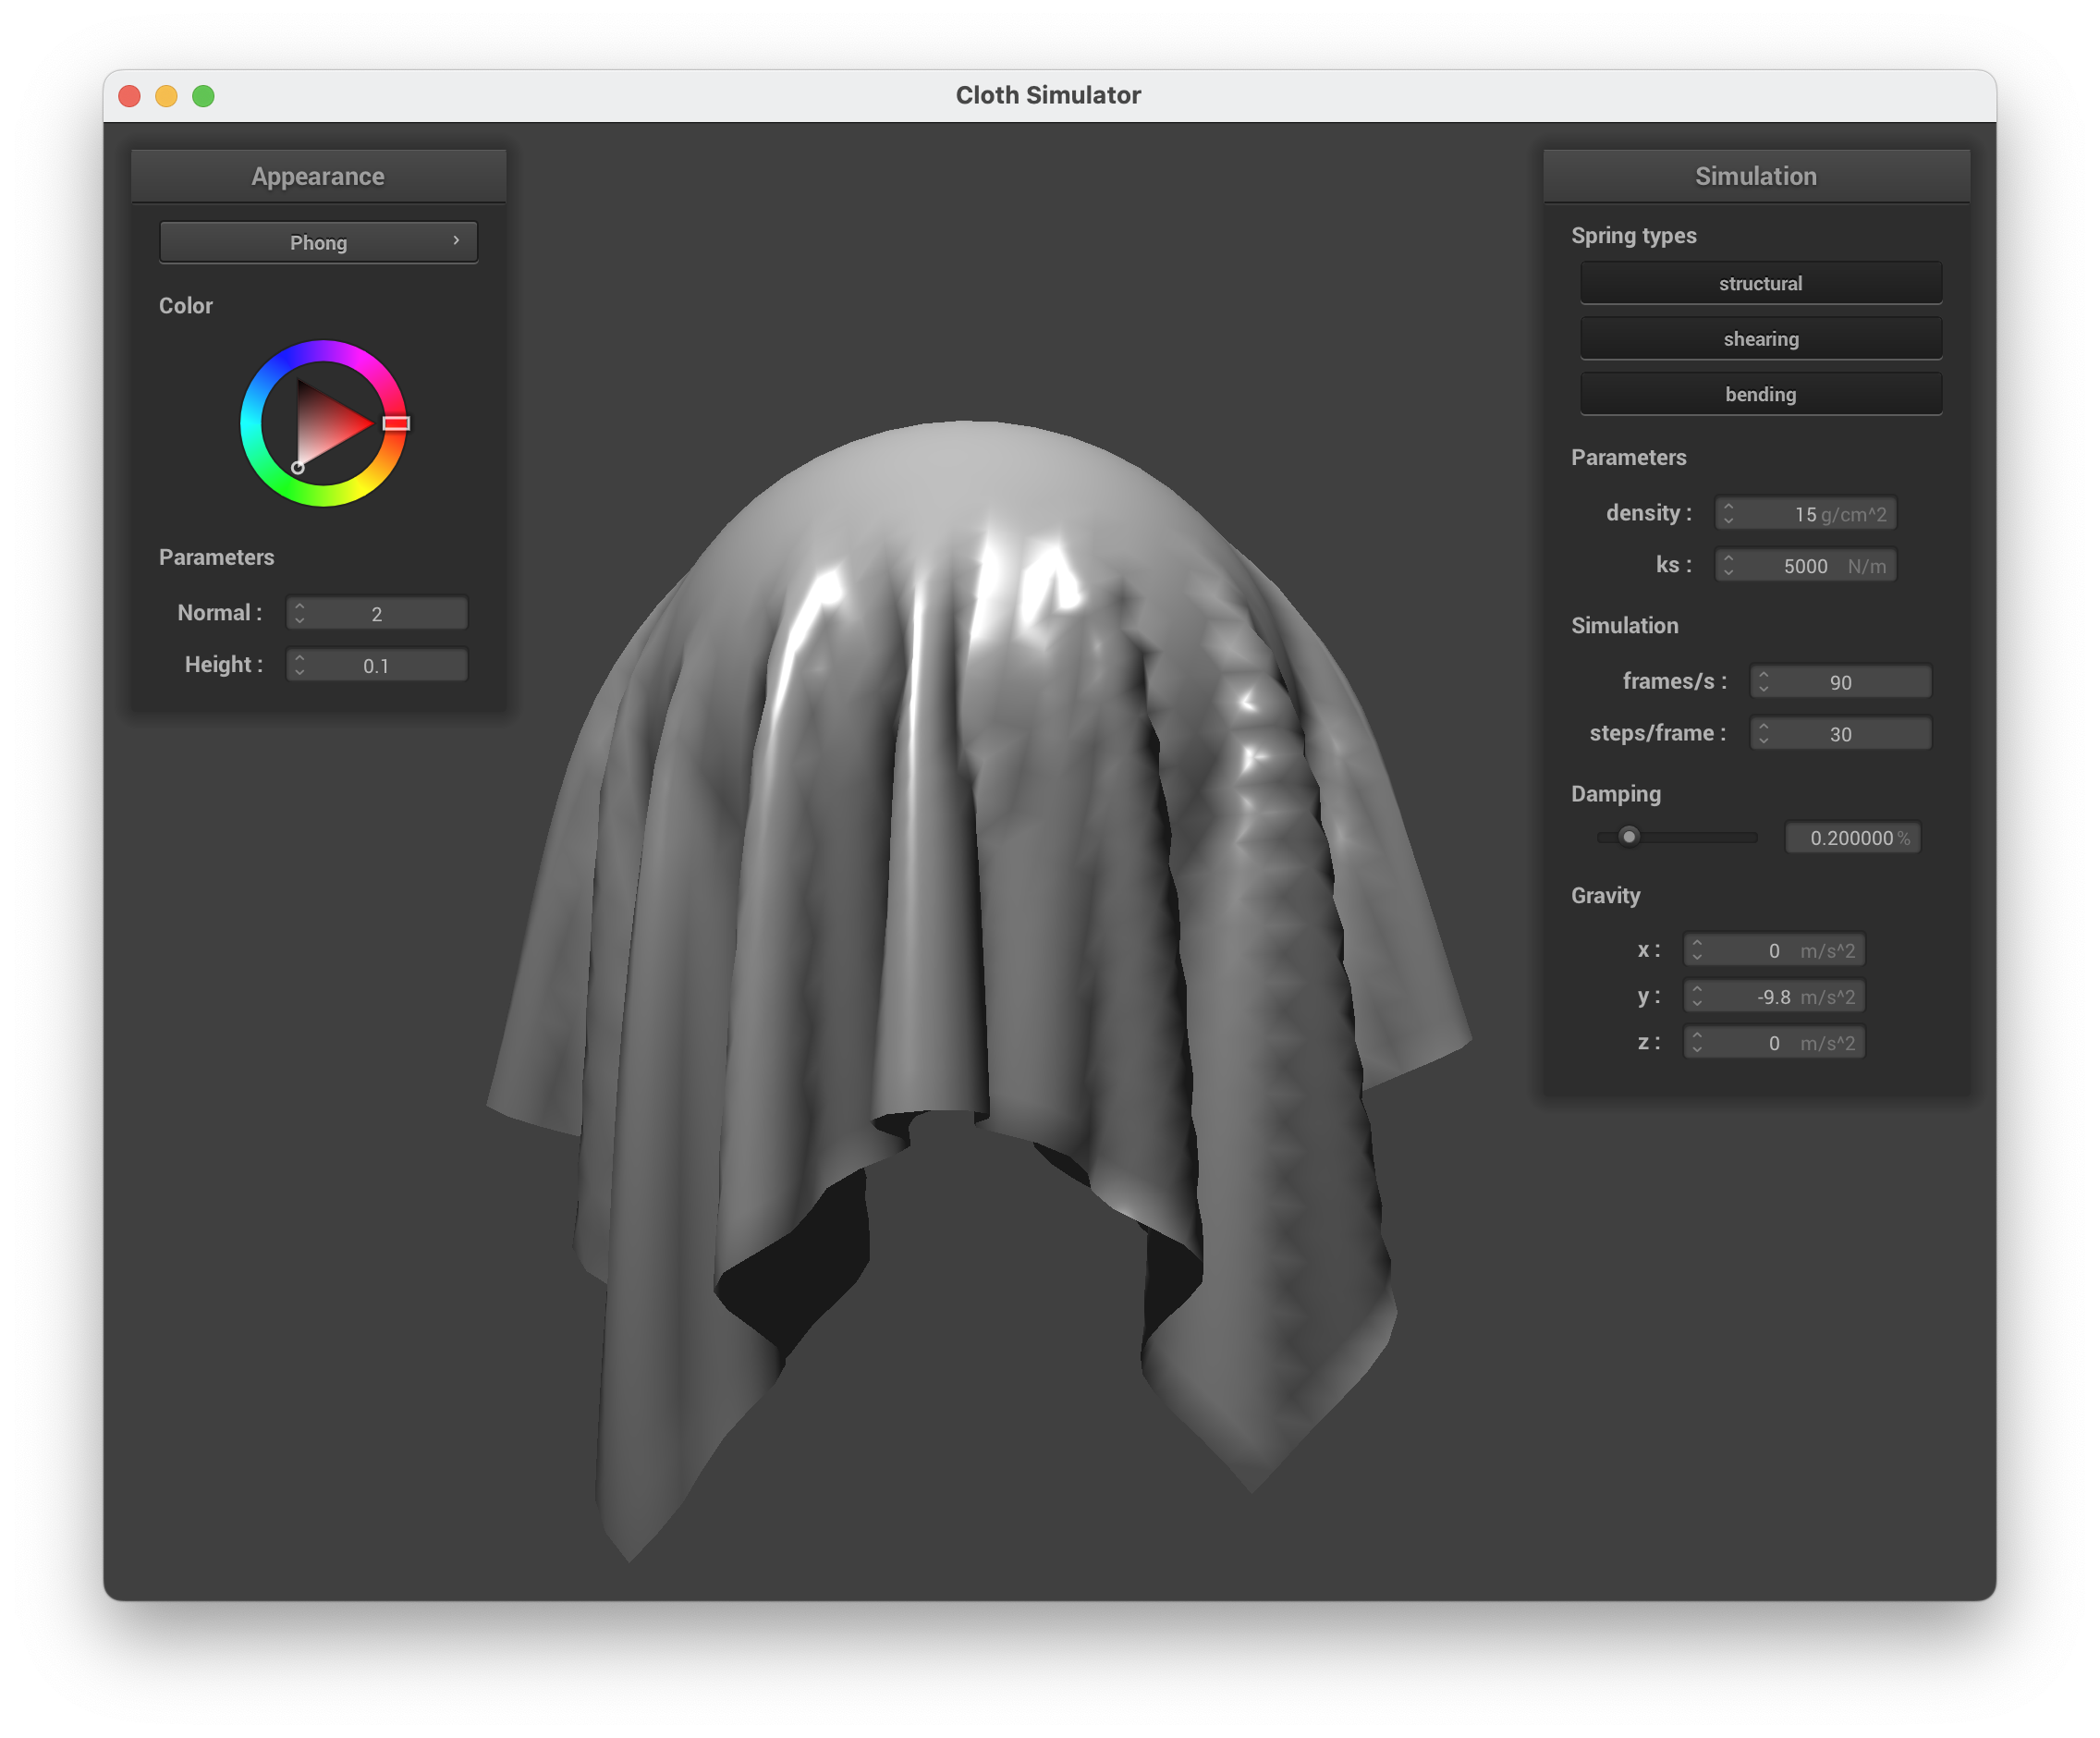 Cloth Simulator
Appearance
Phong
Color
Parameters
Normal : 2
Height : 0.1
Simulation
Spring types
structural
shearing
bending
Parameters
density : 15 g/cm^2
ks : 5000 N/m
Simulation
frames/s : 90
steps/frame : 30
Damping
0.200000 %
Gravity
x : 0 m/s^2
y : -9.8 m/s^2
z : 0 m/s^2